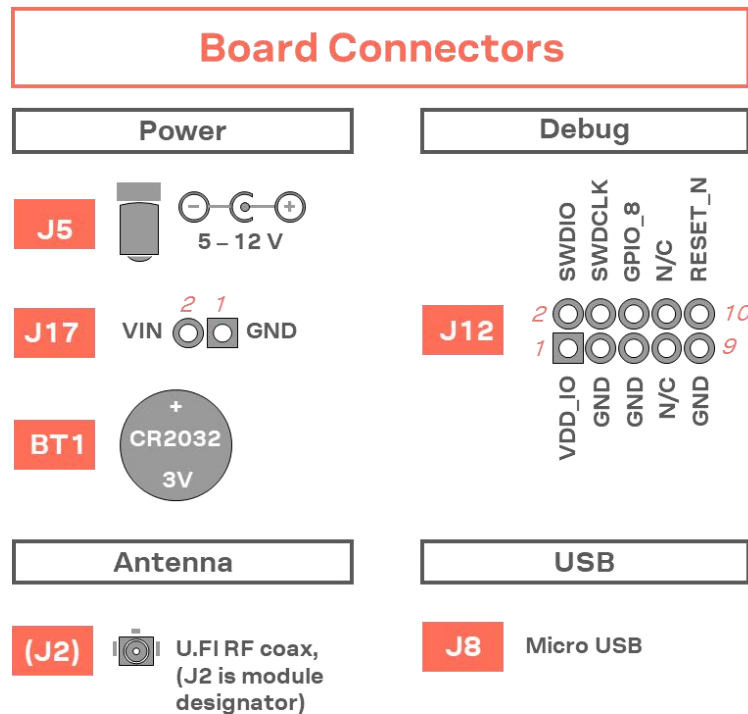 Board Connectors
Power
J5
− +
5 – 12 V
J17
2 1
VIN GND
BT1
+
CR2032
3V
Debug
SWDIO
SWDCLK
GPIO_8
N/C
RESET_N
J12
2 10
1 9
VDD_IO
GND
GND
N/C
GND
Antenna
(J2)
U.FI RF coax,
(J2 is module
designator)
USB
J8
Micro USB